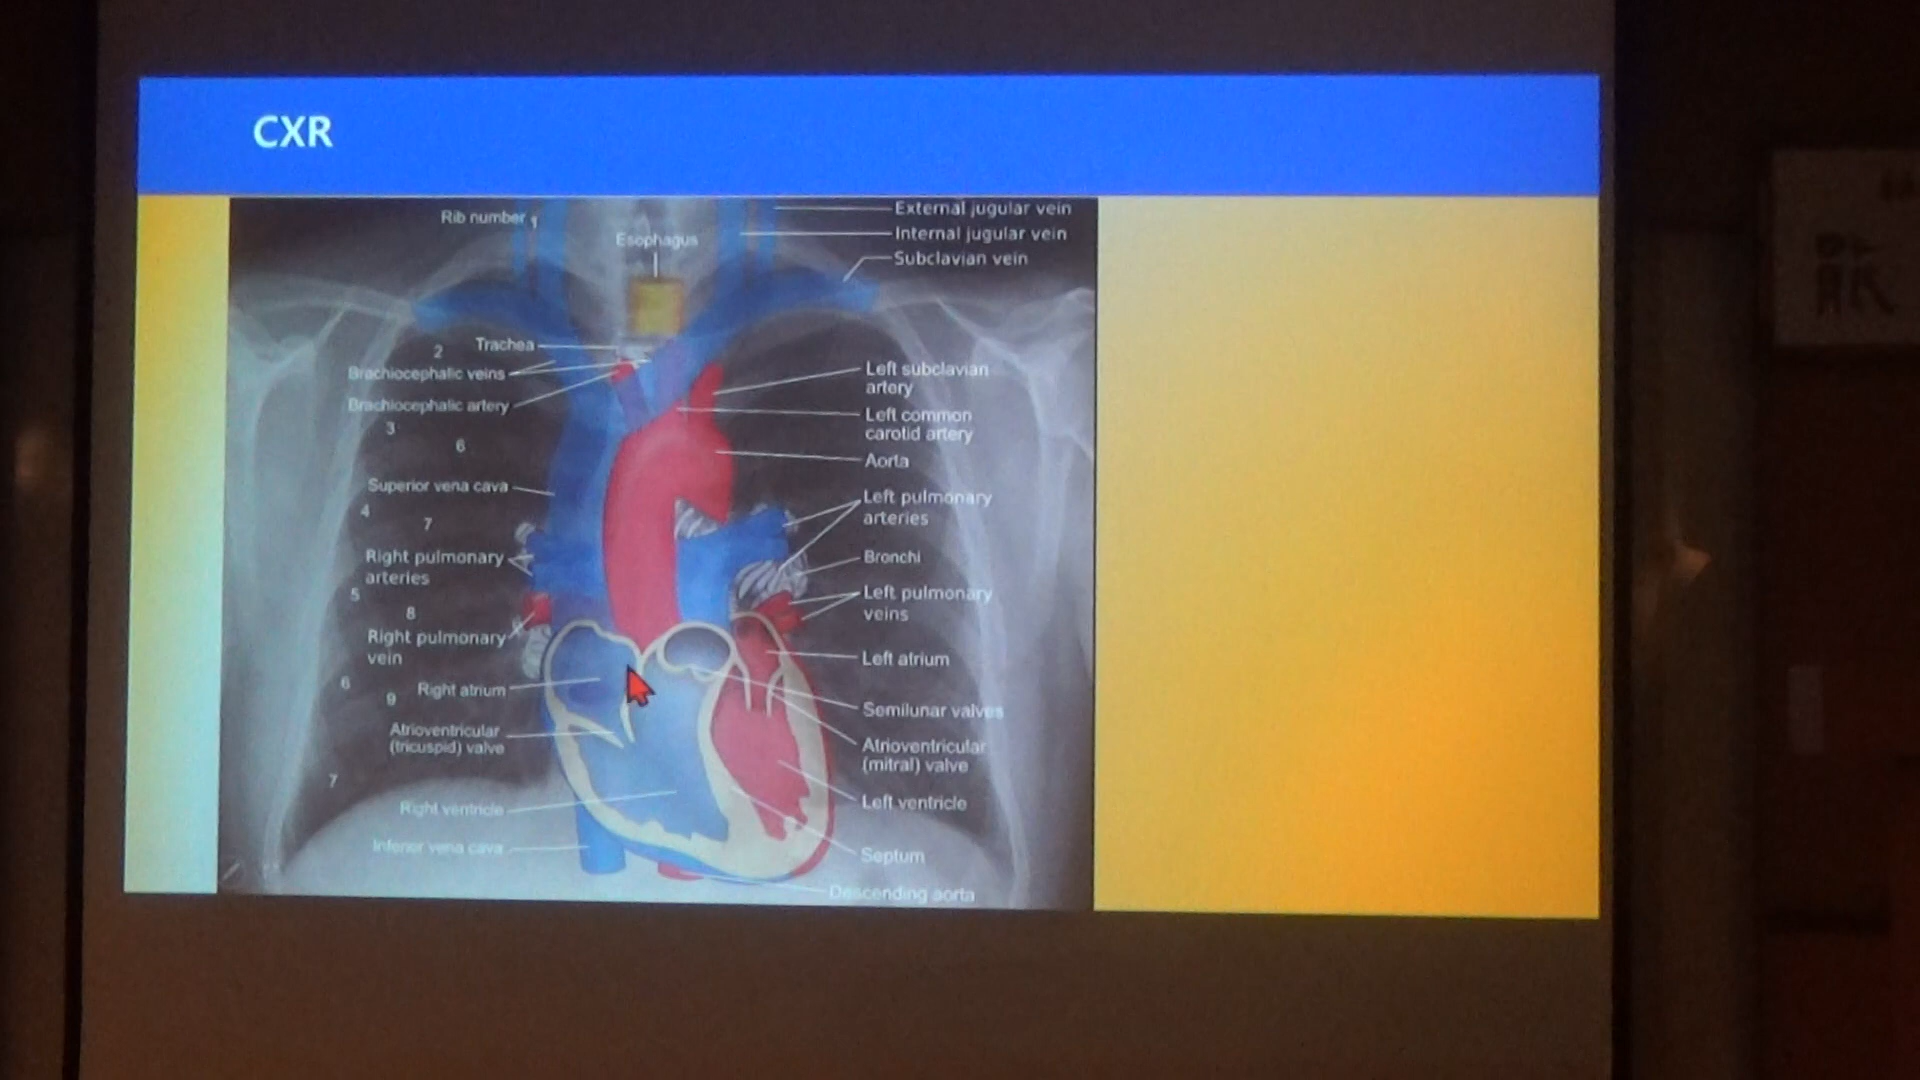 CXR
Rib number 1
Esophagus
External jugular vein
Internal jugular vein
Subclavian vein
2
Trachea
Brachiocephalic veins
Brachiocephalic artery
3
6
Superior vena cava
4
7
Right pulmonary
arteries
5
8
Right pulmonary
vein
6
9
Right atrium
Atrioventricular
(tricuspid) valve
7
Right ventricle
Inferior vena cava
Left subclavian
artery
Left common
carotid artery
Aorta
Left pulmonary
arteries
Bronchi
Left pulmonary
veins
Left atrium
Semilunar valves
Atrioventricular
(mitral) valve
Left ventricle
Septum
Descending aorta